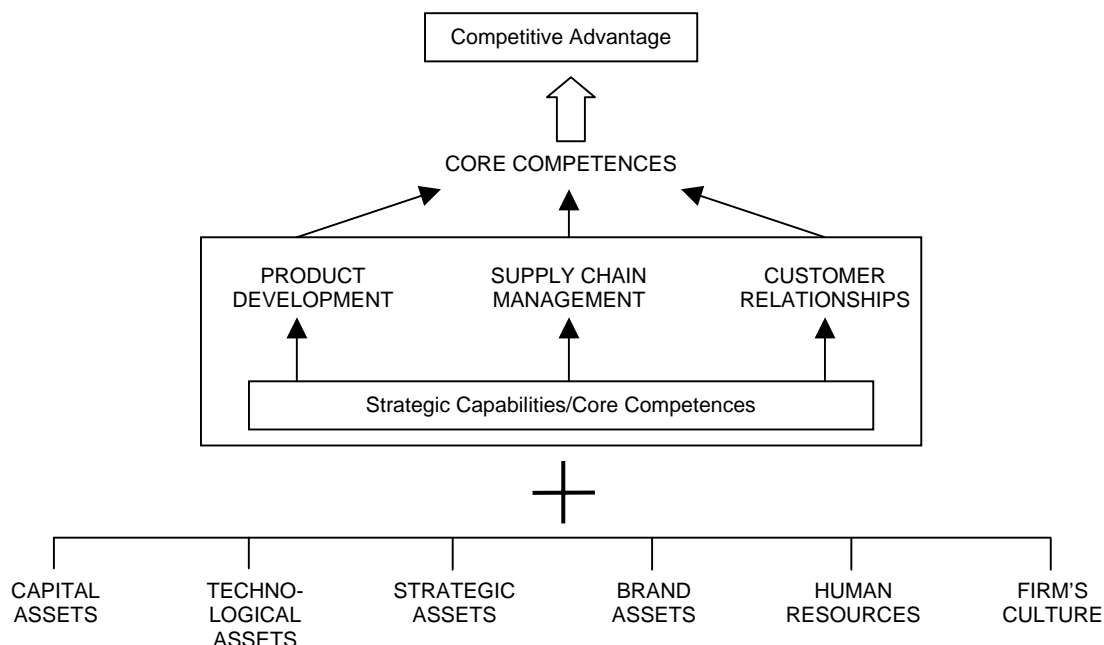 Competitive Advantage
CORE COMPETENCES
PRODUCT
DEVELOPMENT
SUPPLY CHAIN
MANAGEMENT
CUSTOMER
RELATIONSHIPS
Strategic Capabilities/Core Competences
CAPITAL
ASSETS
TECHNO-
LOGICAL
ASSETS
STRATEGIC
ASSETS
BRAND
ASSETS
HUMAN
RESOURCES
FIRM'S
CULTURE